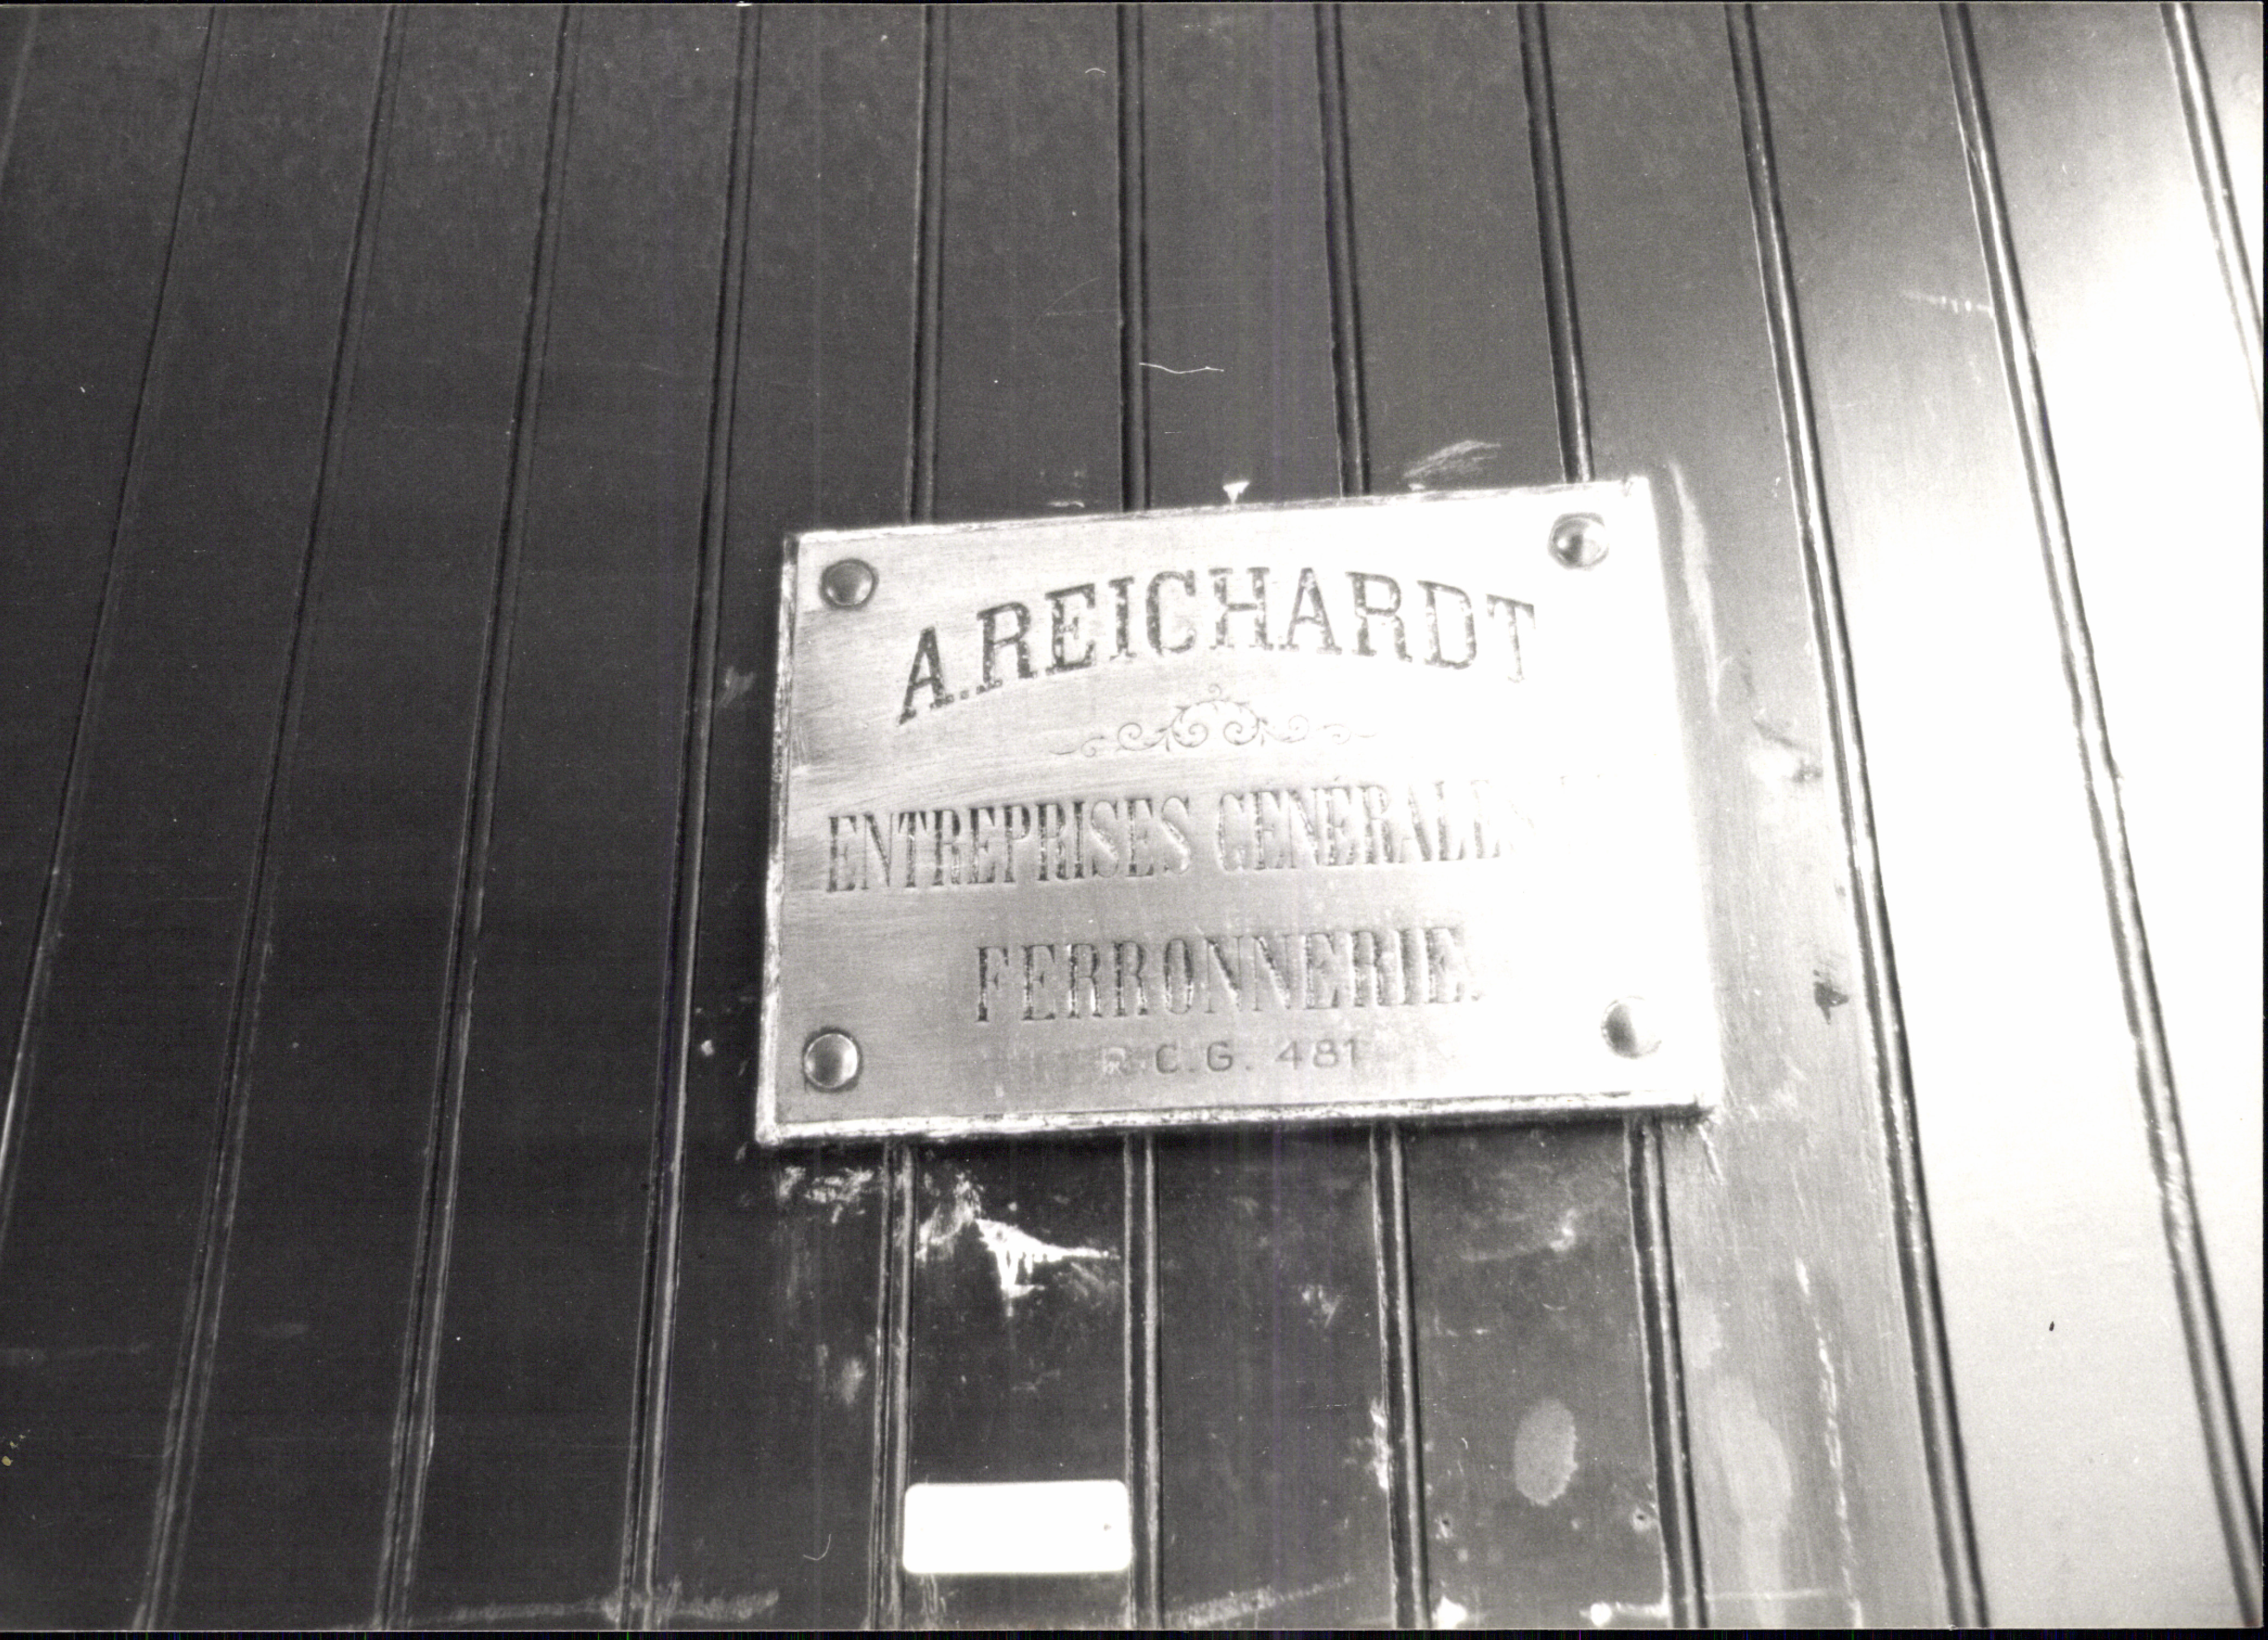 A. REICHARDT
ENTREPRISES GÉNÉRALES
FERRONNERIE.
R.C.G. 481